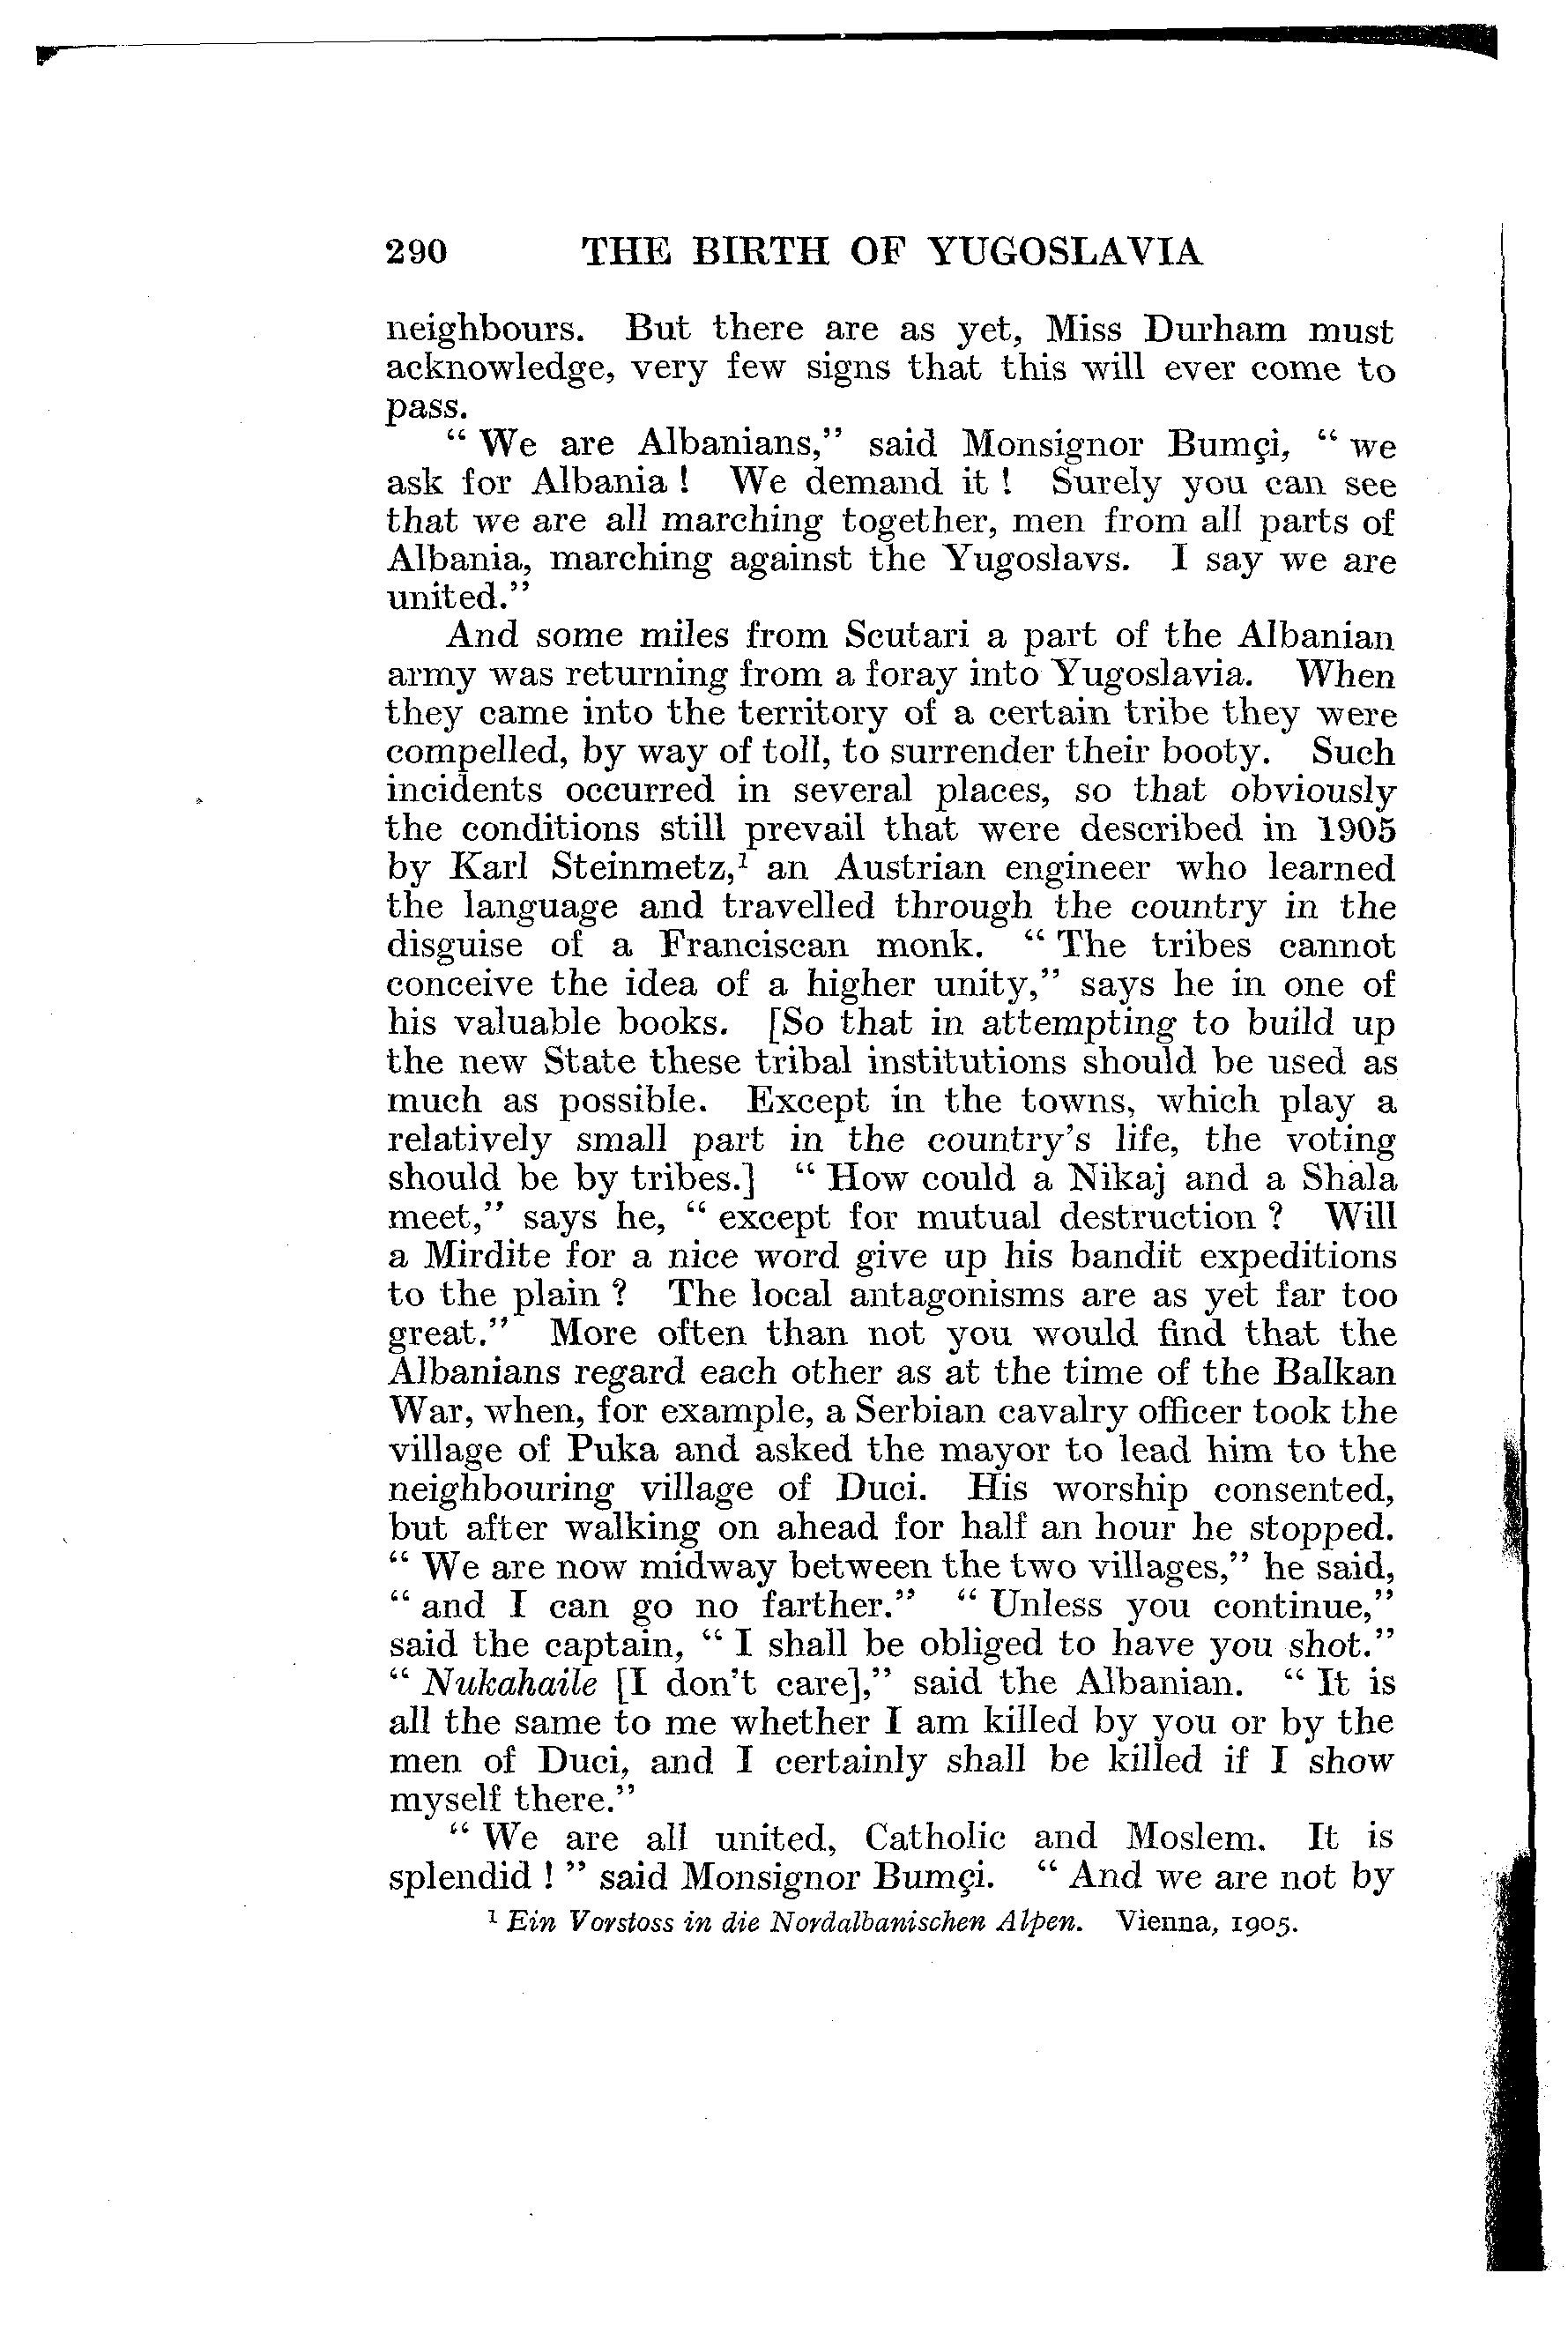 290 THE BIRTH OF YUGOSLAVIA
neighbours. But there are as yet, Miss Durham must
acknowledge, very few signs that this will ever come to
pass.
“ We are Albanians,” said Monsignor Bumçi, “ we
ask for Albania ! We demand it ! Surely you can see
that we are all marching together, men from all parts of
Albania, marching against the Yugoslavs. I say we are
united.”
And some miles from Scutari a part of the Albanian
army was returning from a foray into Yugoslavia. When
they came into the territory of a certain tribe they were
compelled, by way of toll, to surrender their booty. Such
incidents occurred in several places, so that obviously
the conditions still prevail that were described in 1905
by Karl Steinmetz,¹ an Austrian engineer who learned
the language and travelled through the country in the
disguise of a Franciscan monk. “ The tribes cannot
conceive the idea of a higher unity,” says he in one of
his valuable books. [So that in attempting to build up
the new State these tribal institutions should be used as
much as possible. Except in the towns, which play a
relatively small part in the country’s life, the voting
should be by tribes.] “ How could a Nikaj and a Shala
meet,” says he, “ except for mutual destruction ? Will
a Mirdite for a nice word give up his bandit expeditions
to the plain ? The local antagonisms are as yet far too
great.” More often than not you would find that the
Albanians regard each other as at the time of the Balkan
War, when, for example, a Serbian cavalry officer took the
village of Puka and asked the mayor to lead him to the
neighbouring village of Duci. His worship consented,
but after walking on ahead for half an hour he stopped.
“ We are now midway between the two villages,” he said,
“ and I can go no farther.” “ Unless you continue,”
said the captain, “ I shall be obliged to have you shot.”
“ Nukahaile [I don’t care],” said the Albanian. “ It is
all the same to me whether I am killed by you or by the
men of Duci, and I certainly shall be killed if I show
myself there.”
“ We are all united, Catholic and Moslem. It is
splendid ! ” said Monsignor Bumçi. “ And we are not by
¹ Ein Vorstoss in die Nordalbanischen Alpen. Vienna, 1905.